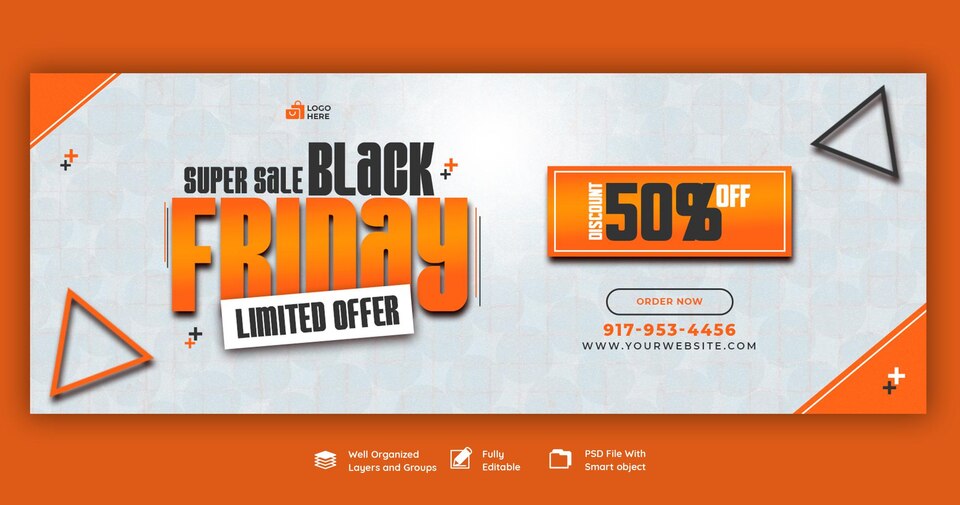 LOGO
HERE
SUPER SALE BLACK
FRIDAY
LIMITED OFFER
DISCOUNT
50%
OFF
ORDER NOW
917-953-4456
WWW.YOURWEBSITE.COM
Well Organized
Layers and Groups
Fully
Editable
PSD File With
Smart object